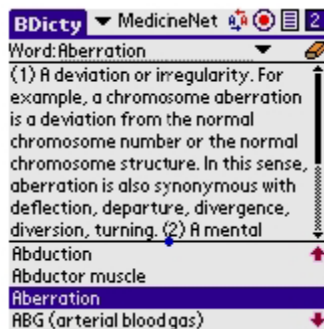 BDicty MedicineNet 2
Word: Aberration
(1) A deviation or irregularity. For
example, a chromosome aberration
is a deviation from the normal
chromosome number or the normal
chromosome structure. In this sense,
aberration is also synonymous with
deflection, departure, divergence,
diversion, turning. (2) A mental
Abduction
Abductor muscle
Aberration
ABG (arterial blood gas)